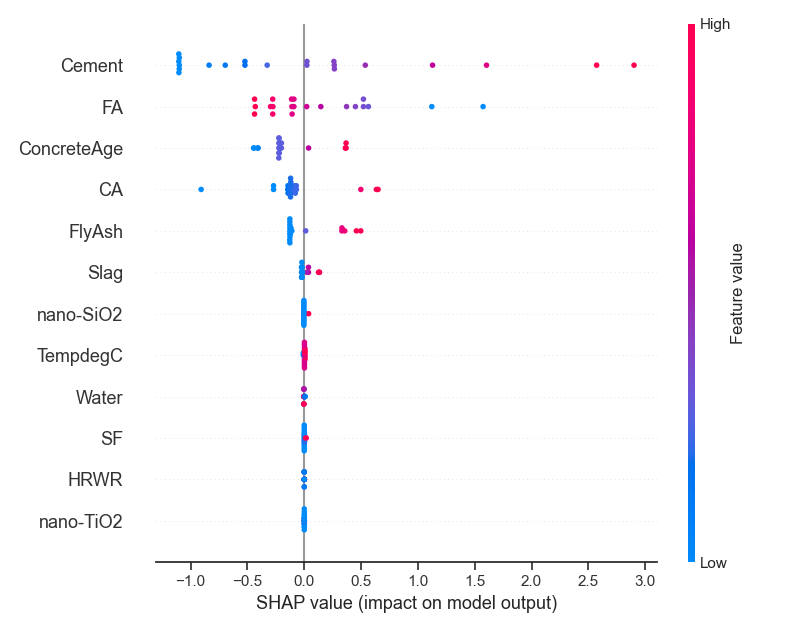 High
Cement
FA
ConcreteAge
CA
FlyAsh
Slag
nano-SiO2
TempdegC
Water
SF
HRWR
nano-TiO2
Feature value
Low
−1.0 −0.5 0.0 0.5 1.0 1.5 2.0 2.5 3.0
SHAP value (impact on model output)